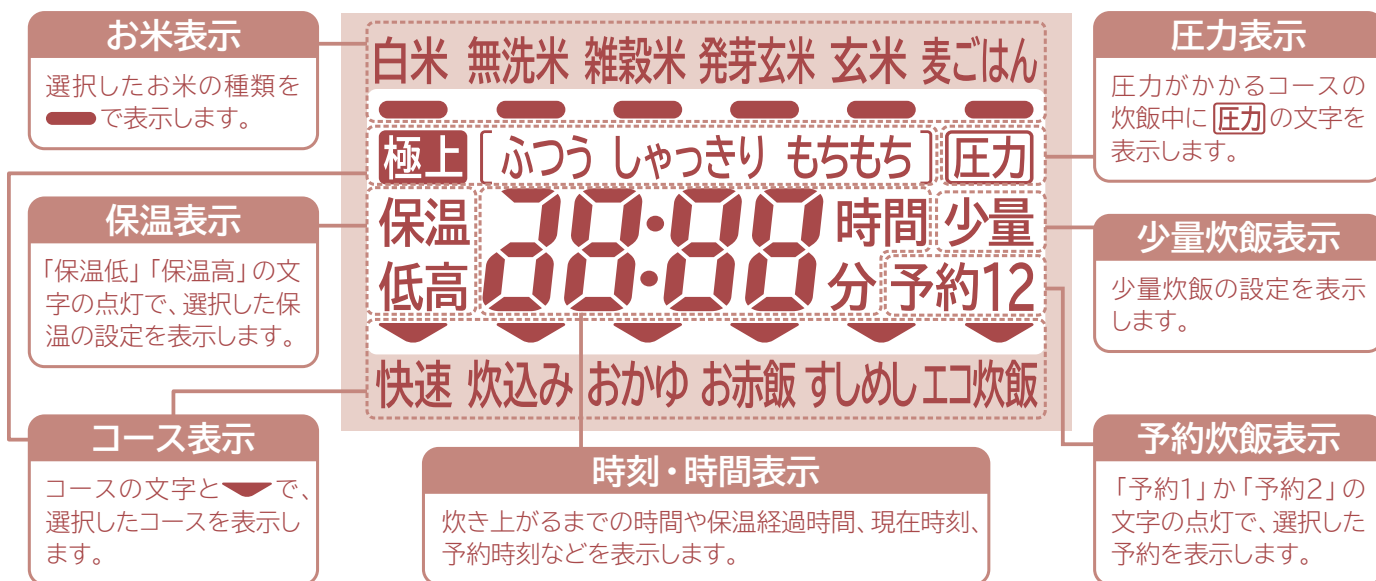 お米表示
選択したお米の種類を
で表示します。
白米 無洗米 雑穀米 発芽玄米 玄米 麦ごはん
極上 [ ふつう しゃっきり もちもち ] 圧力
保温 38:88 時間 少量
低高 分 予約12
快速 炊込み おかゆ お赤飯 すしめし エコ炊飯
圧力表示
圧力がかかるコースの
炊飯中に 圧力 の文字を
表示します。
保温表示
「保温低」「保温高」の文
字の点灯で、選択した保
温の設定を表示します。
少量炊飯表示
少量炊飯の設定を表示
します。
コース表示
コースの文字と で、
選択したコースを表示し
ます。
時刻・時間表示
炊き上がるまでの時間や保温経過時間、現在時刻、
予約時刻などを表示します。
予約炊飯表示
「予約1」か「予約2」の
文字の点灯で、選択した
予約を表示します。